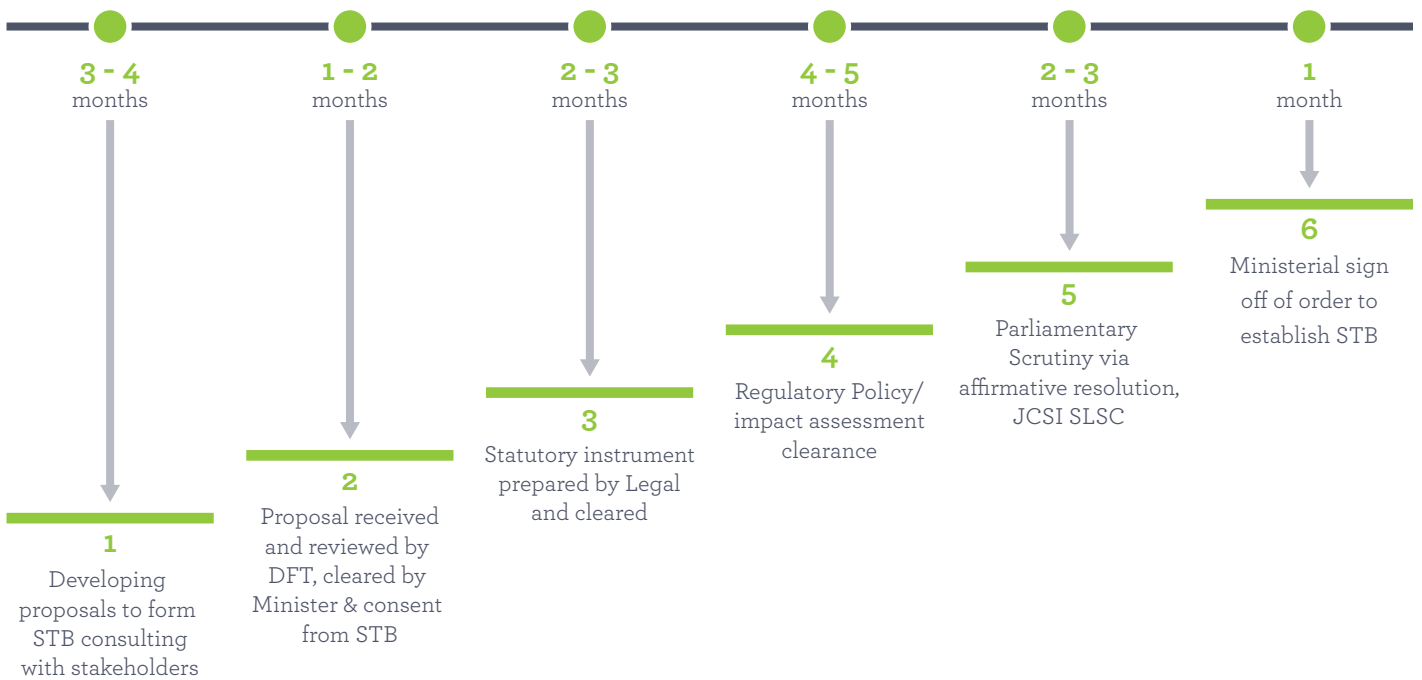 3 - 4
months
1 - 2
months
2 - 3
months
4 - 5
months
2 - 3
months
1
month
1
Developing
proposals to form
STB consulting
with stakeholders
2
Proposal received
and reviewed by
DFT, cleared by
Minister & consent
from STB
3
Statutory instrument
prepared by Legal
and cleared
4
Regulatory Policy/
impact assessment
clearance
5
Parliamentary
Scrutiny via
affirmative resolution,
JCSI SLSC
6
Ministerial sign
off of order to
establish STB